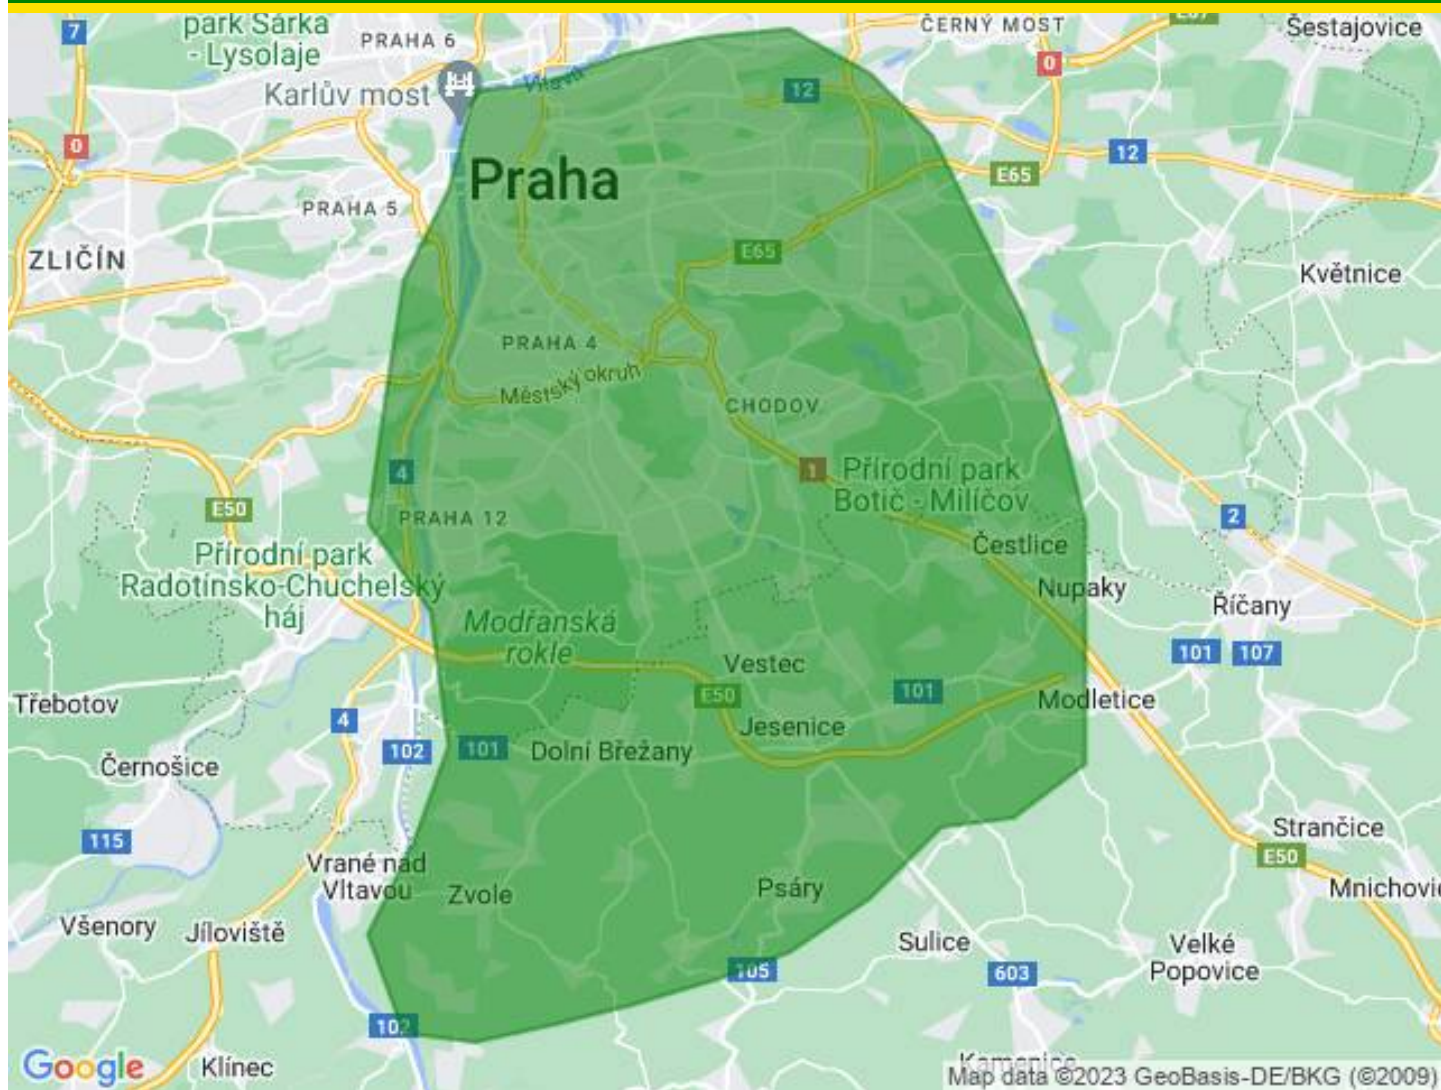 E67
park Šárka
- Lysolaje
PRAHA 6
ČERNÝ MOST
Šestajovice
7
0
Karlův most
Vltava
12
0
12
E65
Praha
PRAHA 5
ZLIČÍN
E65
Květnice
PRAHA 4
Městský okruh
CHODOV
4
1
Přírodní park
Botič - Milíčov
E50
PRAHA 12
2
Čestlice
Přírodní park
Radotínsko-Chuchelský
háj
Nupaky
Říčany
Modřanská
rokle
101
107
Vestec
E50
101
Třebotov
Modletice
4
Jesenice
102
101
Dolní Břežany
Černošice
115
Strančice
E50
Vrané nad
Vltavou
Zvole
Psáry
Mnichovic
Všenory
Jíloviště
Sulice
Velké
Popovice
105
603
102
Google
Klínec
Kamenice
Map data ©2023 GeoBasis-DE/BKG (©2009)